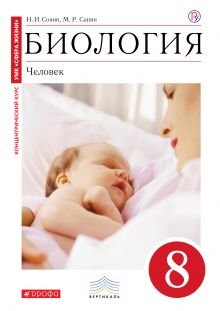 Н. И. Сонин, М. Р. Сапин
БИОЛОГИЯ
Человек
УМК «СФЕРА ЖИЗНИ»
КОНЦЕНТРИЧЕСКИЙ КУРС
8
дрофа
ВЕРТИКАЛЬ